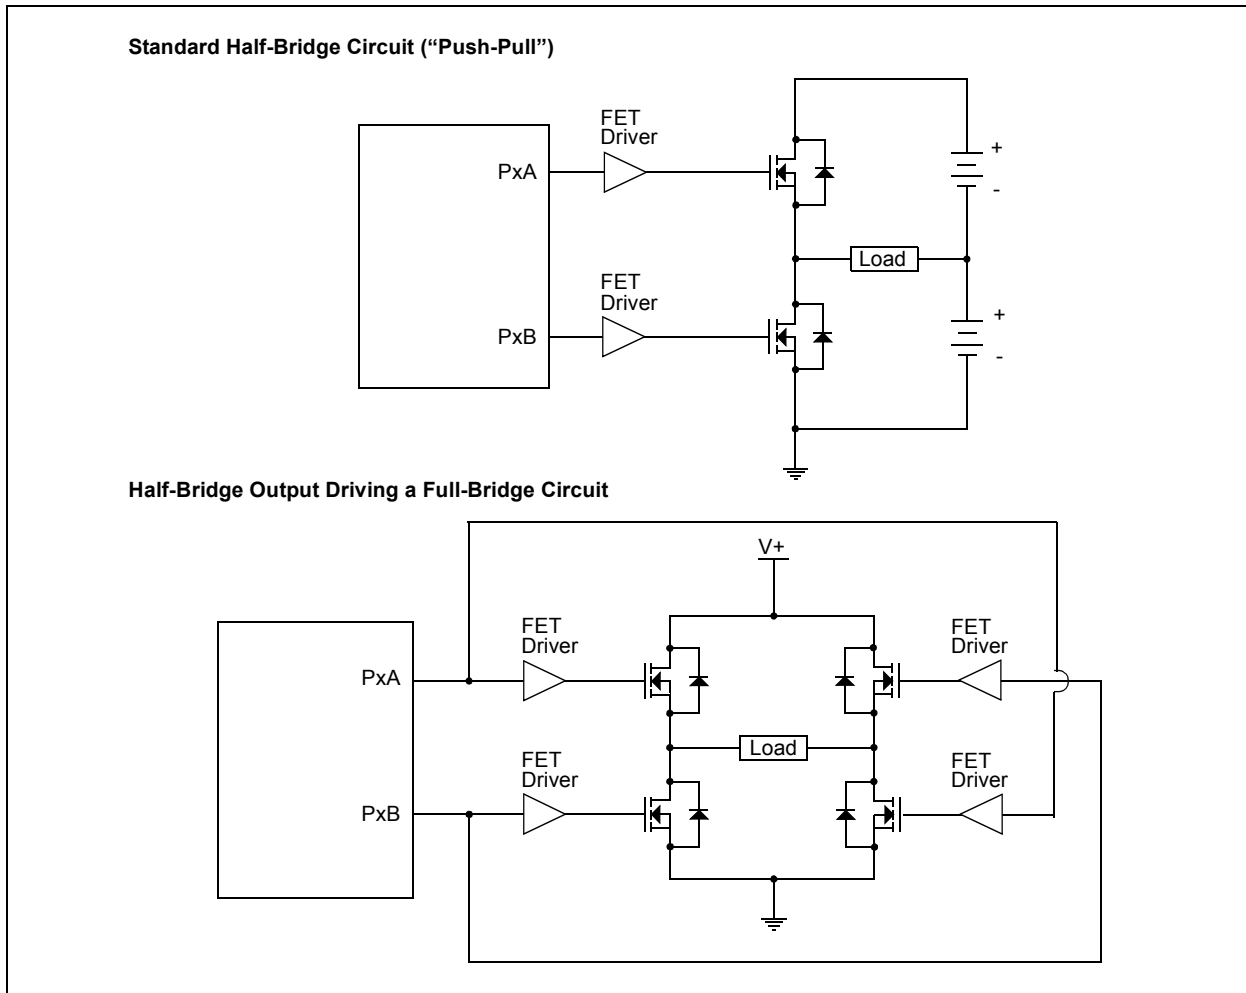 Standard Half-Bridge Circuit (“Push-Pull”)
FET
Driver
PxA
+
-
Load
FET
Driver
PxB
+
-
Half-Bridge Output Driving a Full-Bridge Circuit
V+
FET
Driver
FET
Driver
PxA
Load
FET
Driver
FET
Driver
PxB